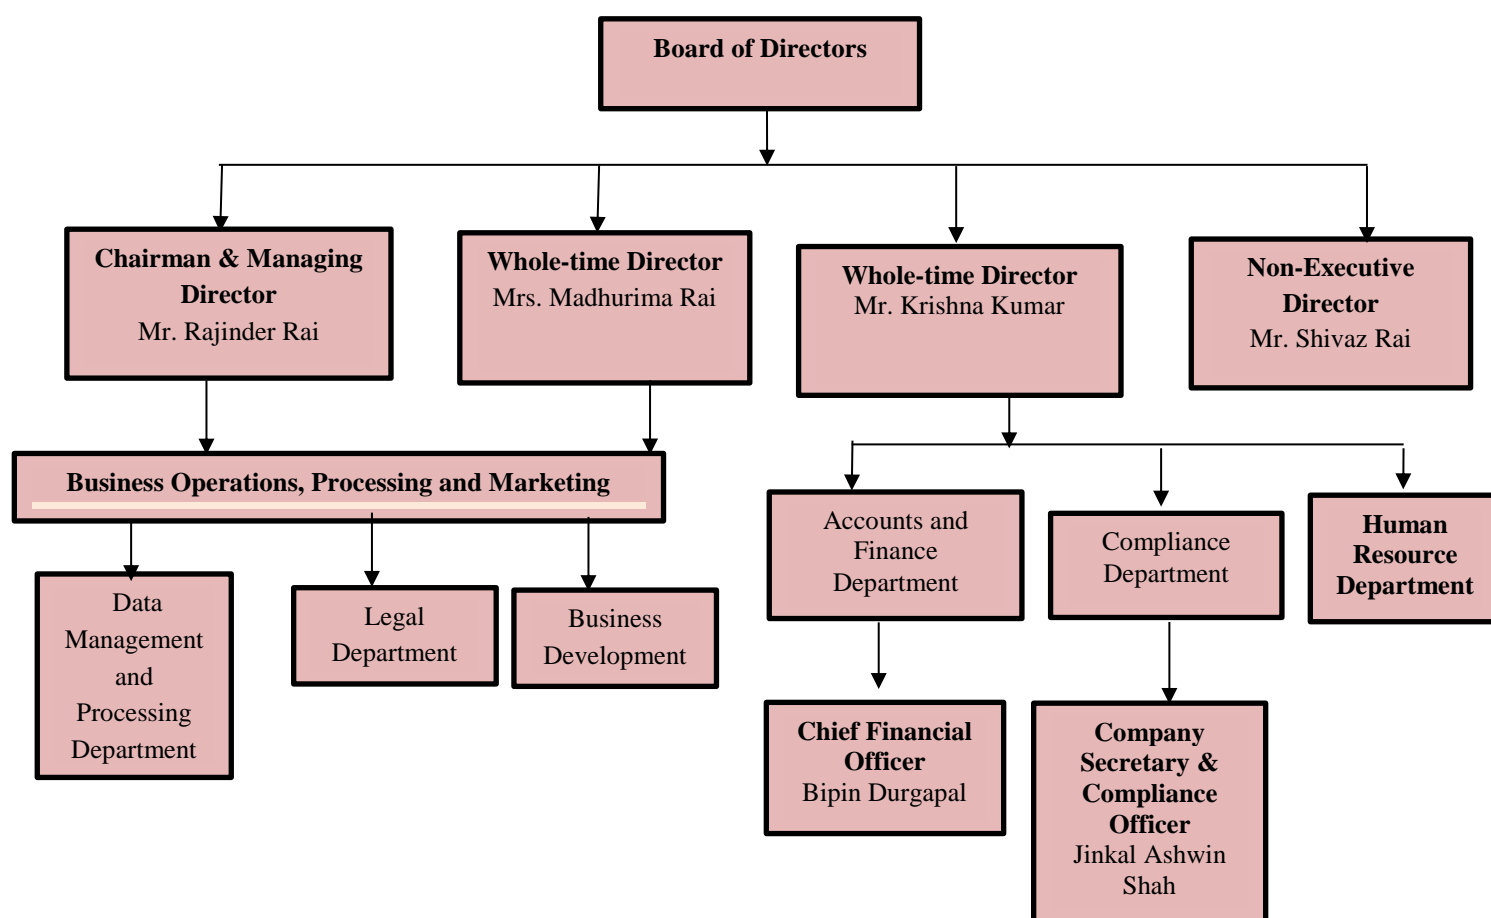 Board of Directors
Chairman & Managing
Director
Mr. Rajinder Rai
Whole-time Director
Mrs. Madhurima Rai
Whole-time Director
Mr. Krishna Kumar
Non-Executive
Director
Mr. Shivaz Rai
Business Operations, Processing and Marketing
Data
Management
and
Processing
Department
Legal
Department
Business
Development
Accounts and
Finance
Department
Compliance
Department
Human
Resource
Department
Chief Financial
Officer
Bipin Durgapal
Company
Secretary &
Compliance
Officer
Jinkal Ashwin
Shah